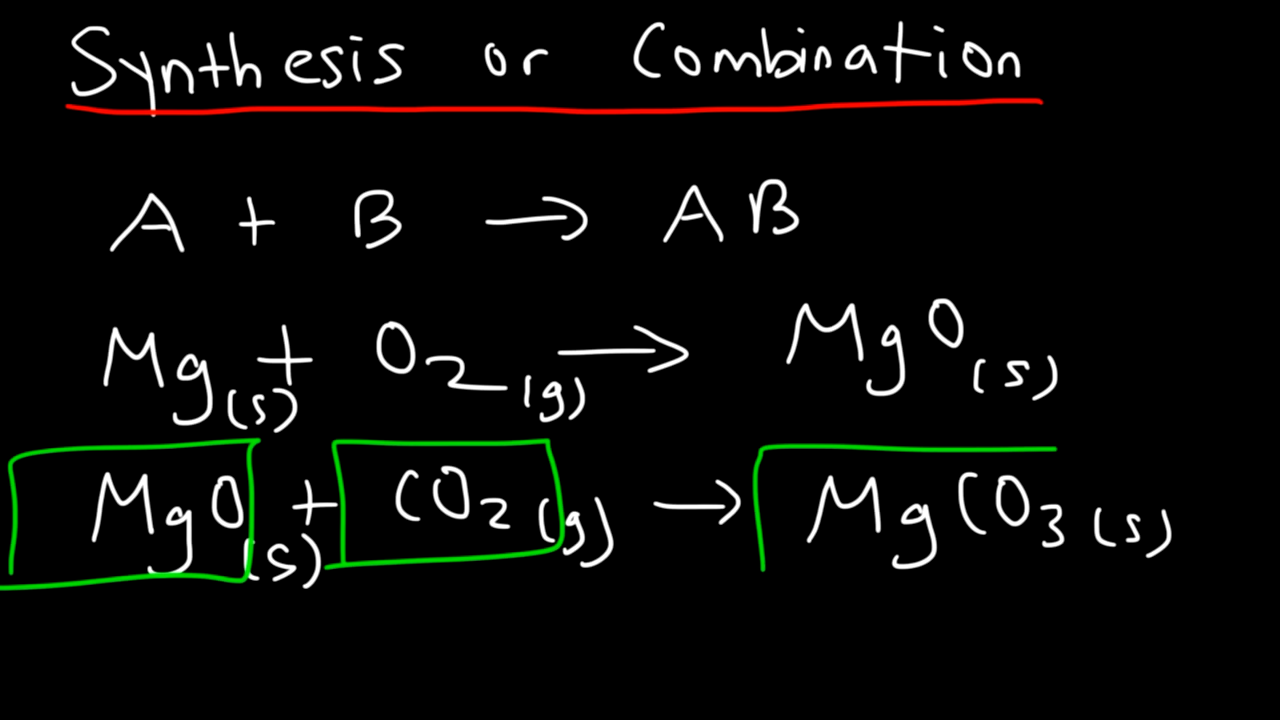 Synthesis or Combination
A + B → AB
Mg(s) + O2(g) → MgO(s)
MgO(s) + CO2(g) → MgCO3(s)